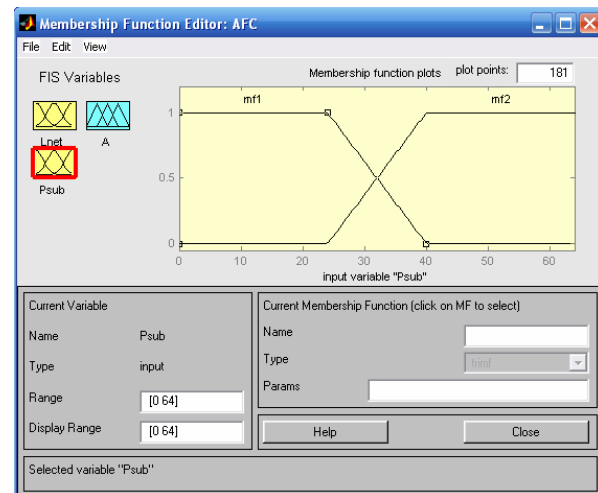 Membership Function Editor: AFC
File Edit View
FIS Variables
Membership function plots plot points: 181
mf1 mf2
1
Lnet A
0.5
Psub
0
0 10 20 30 40 50 60
input variable "Psub"
Current Variable
Current Membership Function (click on MF to select)
Name Psub
Name
Type input
Type trimf
Params
Range [0 64]
Display Range [0 64]
Help Close
Selected variable "Psub"